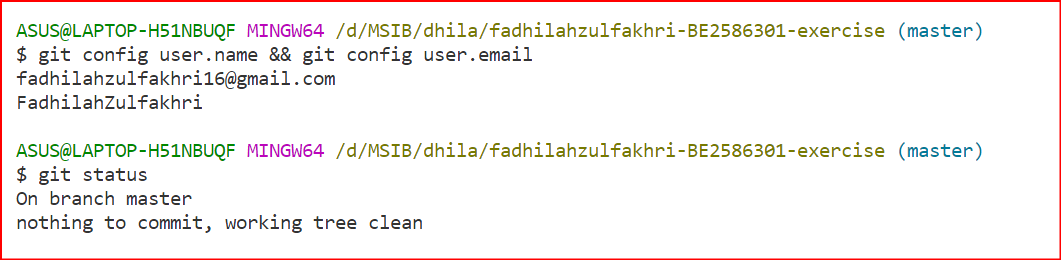 ASUS@LAPTOP-H51NBUQF MINGW64 /d/MSIB/dhila/fadhilahzulfakhri-BE2586301-exercise (master)
$ git config user.name && git config user.email
fadhilahzulfakhri16@gmail.com
FadhilahZulfakhri
ASUS@LAPTOP-H51NBUQF MINGW64 /d/MSIB/dhila/fadhilahzulfakhri-BE2586301-exercise (master)
$ git status
On branch master
nothing to commit, working tree clean